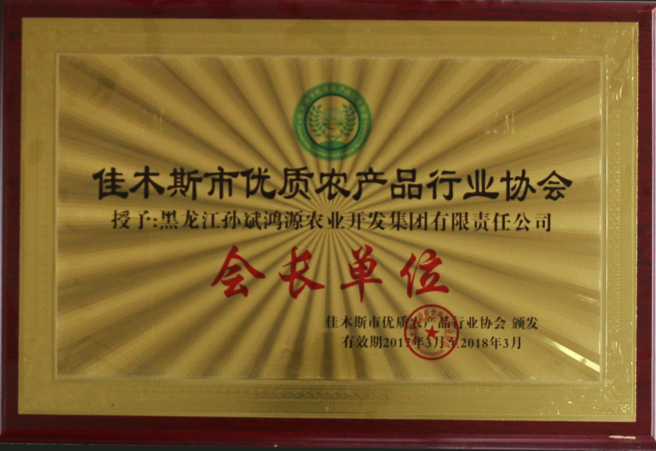 佳木斯市优质农产品行业协会
授予:黑龙江孙斌鸿源农业开发集团有限责任公司
会长单位
佳木斯市优质农产品行业协会 颁发
有效期2017年3月至2018年3月